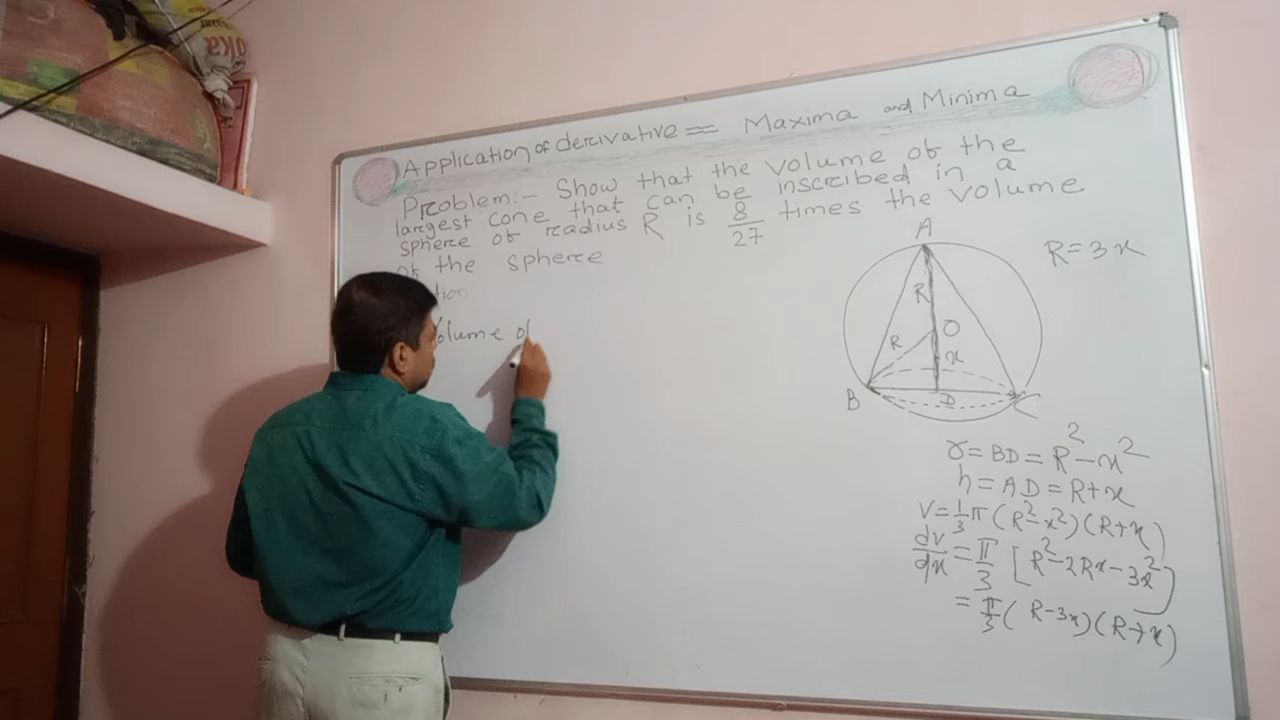 Application of derivative = Maxima and Minima
Problem:- Show that the volume of the
largest cone that can be inscribed in a
sphere of radius R is 8/27 times the volume
of the sphere
tion
Volume of
A
R = 3x
R
O
R
x
B
D
C
r = BD = R² - x²
h = AD = R+x
V = 1/3 π (R² - x²) (R+x)
dv/dx = π/3 [R² - 2Rx - 3x²]
= π/3 (R - 3x) (R+x)